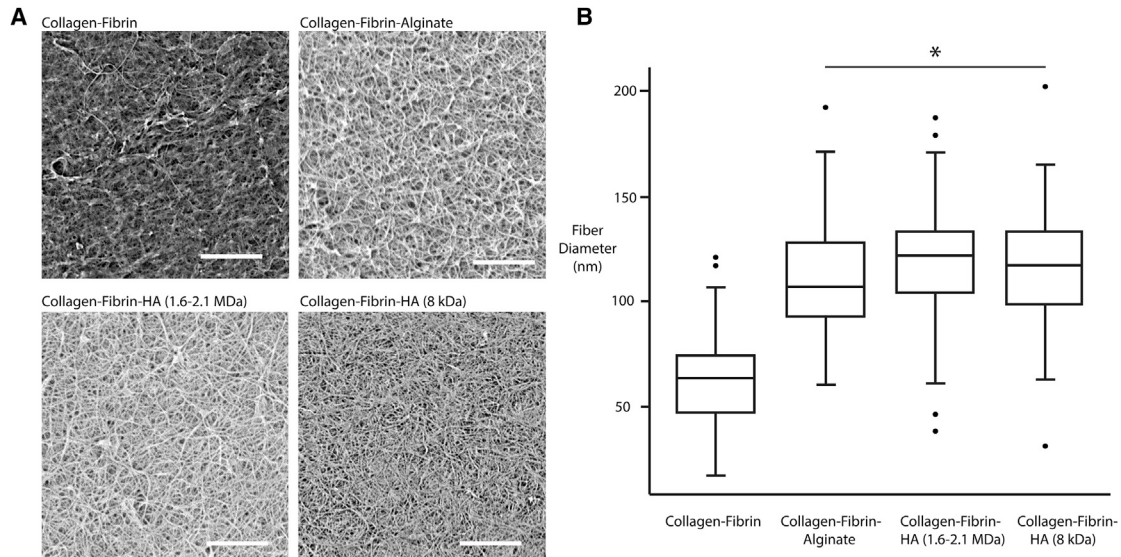 A
Collagen-Fibrin
Collagen-Fibrin-Alginate
Collagen-Fibrin-HA (1.6-2.1 MDa)
Collagen-Fibrin-HA (8 kDa)
B
*
200
150
Fiber
Diameter
(nm)
100
50
Collagen-Fibrin
Collagen-Fibrin-
Alginate
Collagen-Fibrin-
HA (1.6-2.1 MDa)
Collagen-Fibrin-
HA (8 kDa)